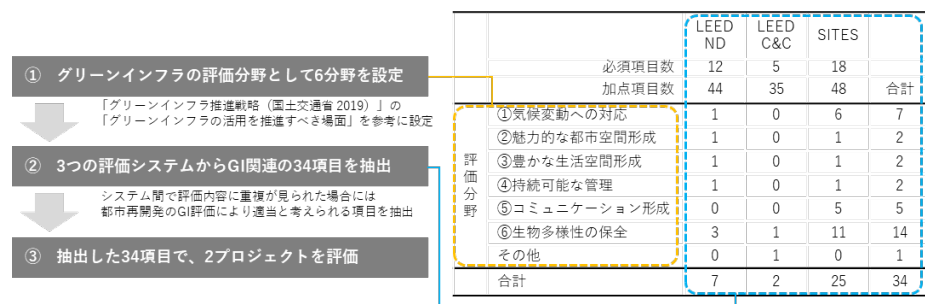 ① グリーンインフラの評価分野として6分野を設定
「グリーンインフラ推進戦略（国土交通省 2019）」の
「グリーンインフラの活用を推進すべき場面」を参考に設定
② 3つの評価システムからGI関連の34項目を抽出
システム間で評価内容に重複が見られた場合には
都市再開発のGI評価により適当と考えられる項目を抽出
③ 抽出した34項目で、2プロジェクトを評価
LEED ND LEED C&C SITES
必須項目数 12 5 18
加点項目数 44 35 48 合計
評価分野
①気候変動への対応 1 0 6 7
②魅力的な都市空間形成 1 0 1 2
③豊かな生活空間形成 1 0 1 2
④持続可能な管理 1 0 1 2
⑤コミュニケーション形成 0 0 5 5
⑥生物多様性の保全 3 1 11 14
その他 0 1 0 1
合計 7 2 25 34